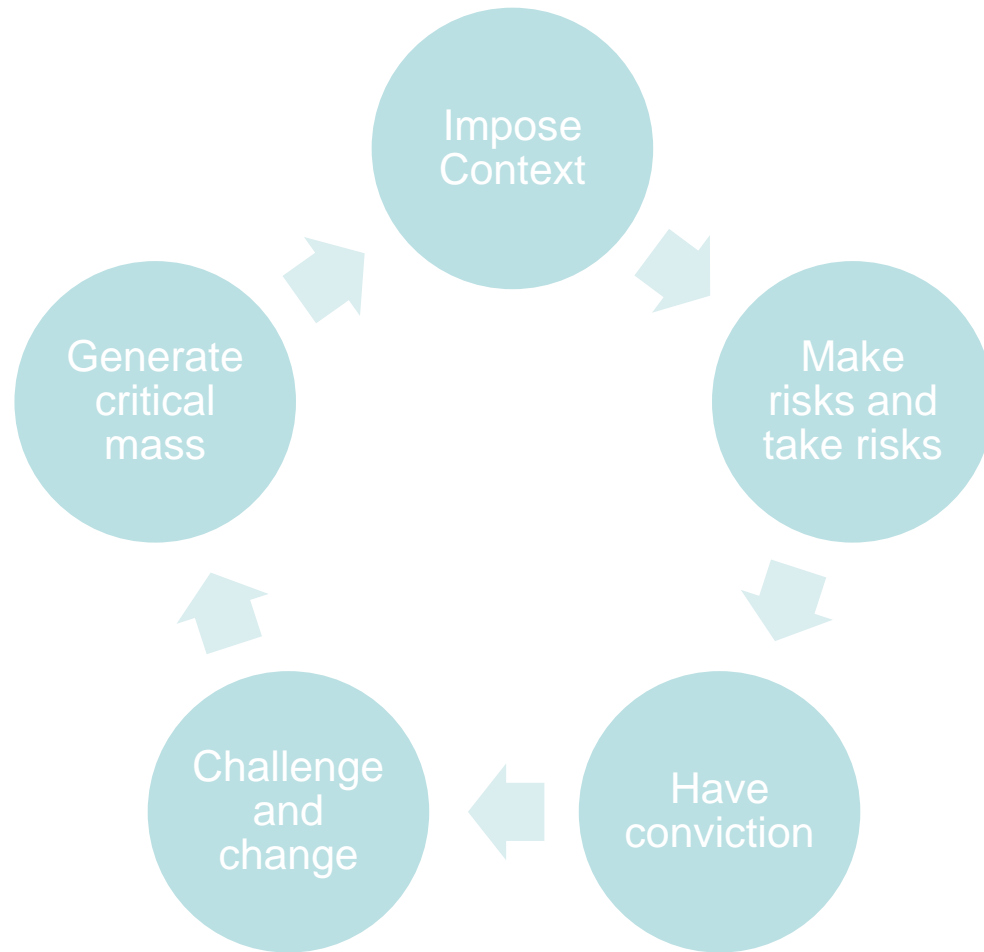 Impose
Context
Make
risks and
take risks
Have
conviction
Challenge
and
change
Generate
critical
mass